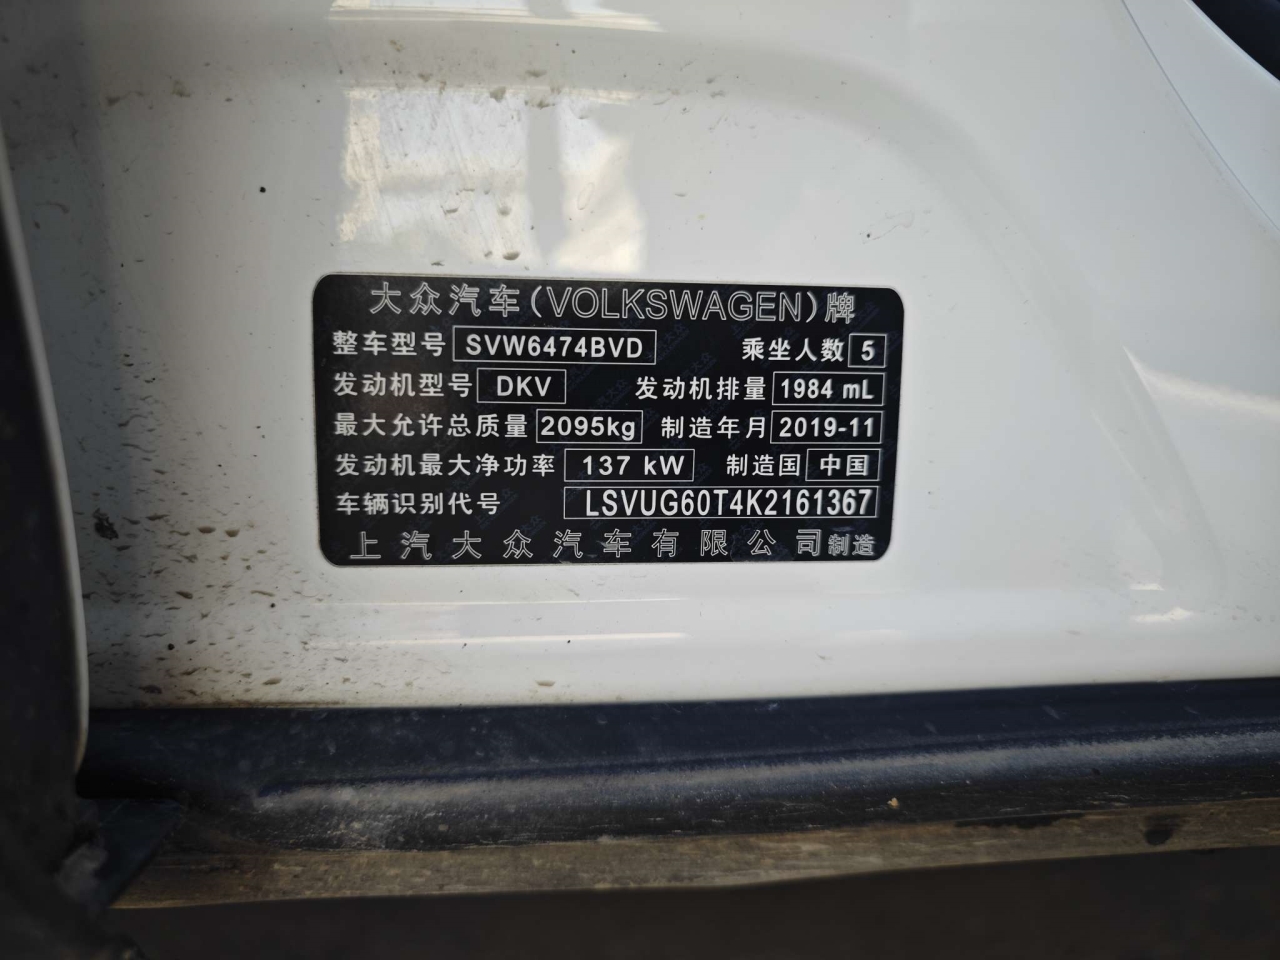 大众汽车(VOLKSWAGEN)牌
整车型号 SVW6474BVD 乘坐人数 5
发动机型号 DKV 发动机排量 1984 mL
最大允许总质量 2095kg 制造年月 2019-11
发动机最大净功率 137 kW 制造国 中国
车辆识别代号 LSVUG60T4K2161367
上汽大众汽车有限公司制造